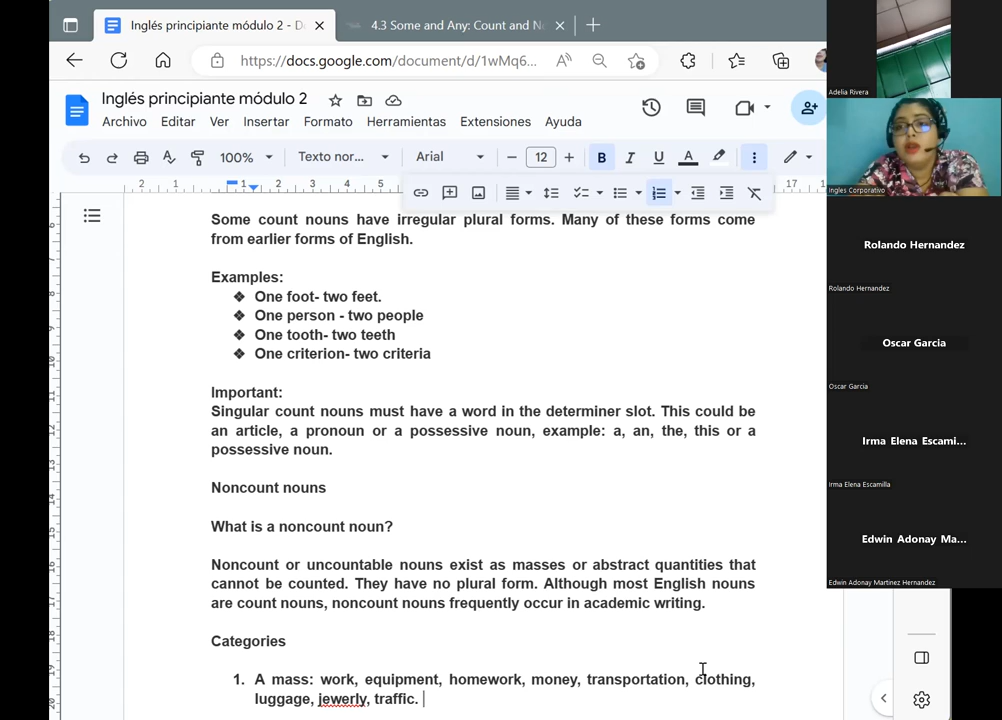 Inglés principiante módulo 2 - D
4.3 Some and Any: Count and N
https://docs.google.com/document/d/1wMq6...
Inglés principiante módulo 2
Archivo Editar Ver Insertar Formato Herramientas Extensiones Ayuda
100% Texto nor... Arial 12
2 1 1 2 3 4 5 17
Some count nouns have irregular plural forms. Many of these forms come
from earlier forms of English.
Examples:
❖ One foot- two feet.
❖ One person - two people
❖ One tooth- two teeth
❖ One criterion- two criteria
Important:
Singular count nouns must have a word in the determiner slot. This could be
an article, a pronoun or a possessive noun, example: a, an, the, this or a
possessive noun.
Noncount nouns
What is a noncount noun?
Noncount or uncountable nouns exist as masses or abstract quantities that
cannot be counted. They have no plural form. Although most English nouns
are count nouns, noncount nouns frequently occur in academic writing.
Categories
1. A mass: work, equipment, homework, money, transportation, clothing,
luggage, jewerly, traffic.
Adelia Rivera
Ingles Corporativo
Rolando Hernandez
Rolando Hernandez
Oscar Garcia
Oscar Garcia
Irma Elena Escami...
Irma Elena Escamilla
Edwin Adonay Ma...
Edwin Adonay Martinez Hernandez